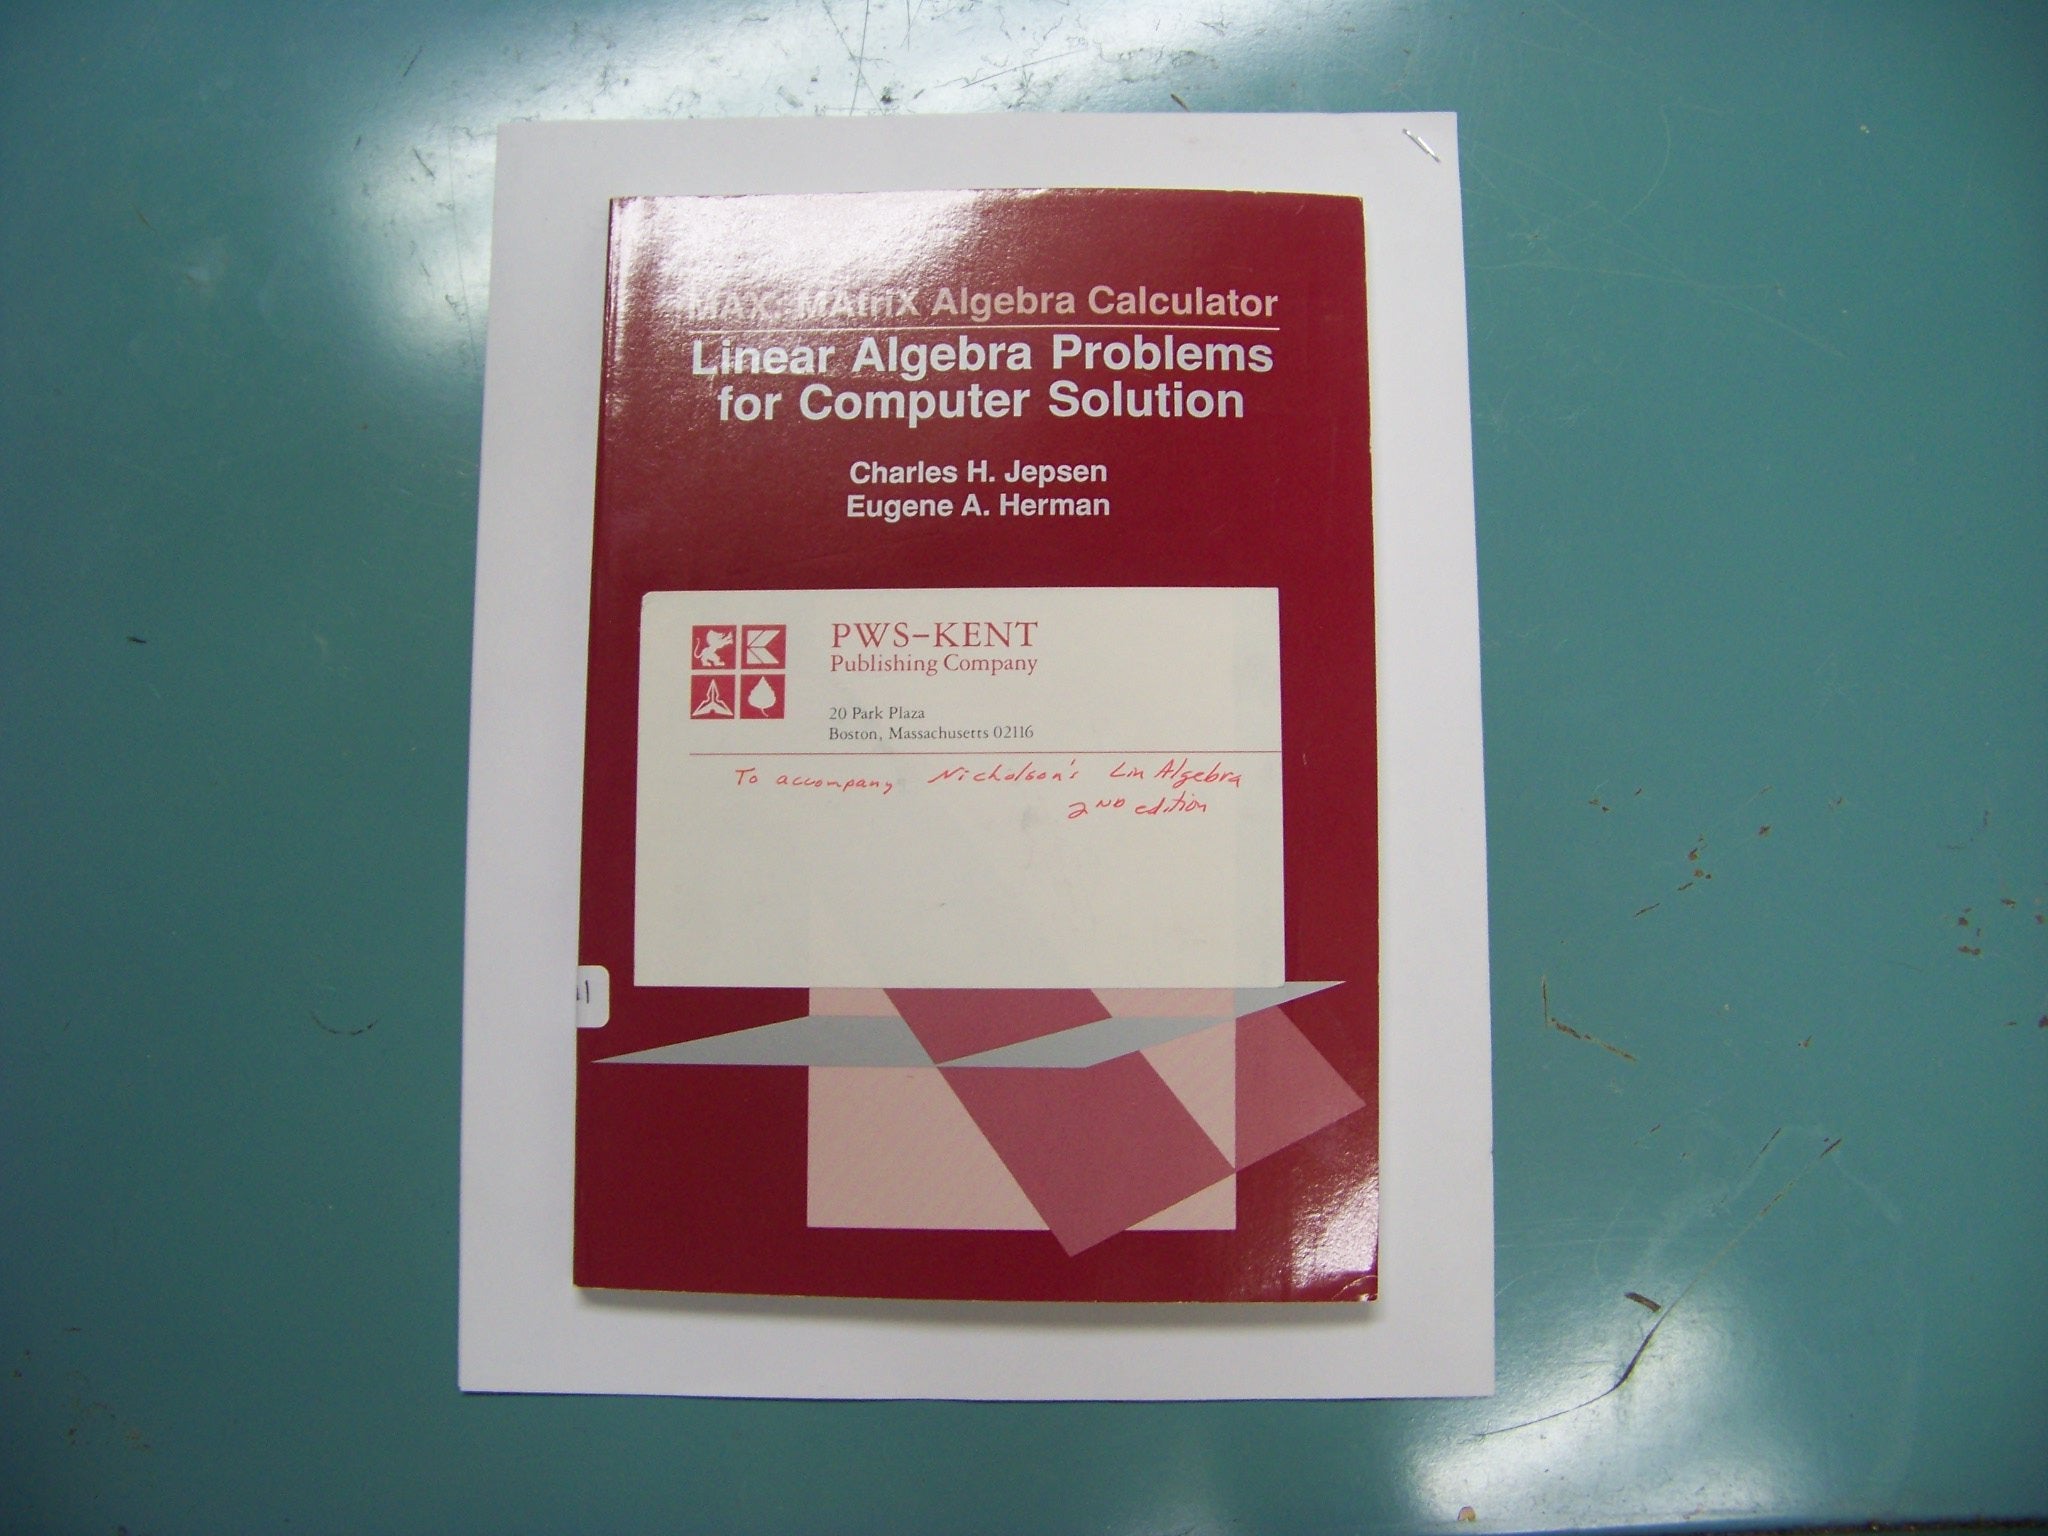 MAX: MAtriX Algebra Calculator
Linear Algebra Problems
for Computer Solution
Charles H. Jepsen
Eugene A. Herman
PWS-KENT
Publishing Company
20 Park Plaza
Boston, Massachusetts 02116
To accompany Nicholson's Lin Algebra
2ND edition